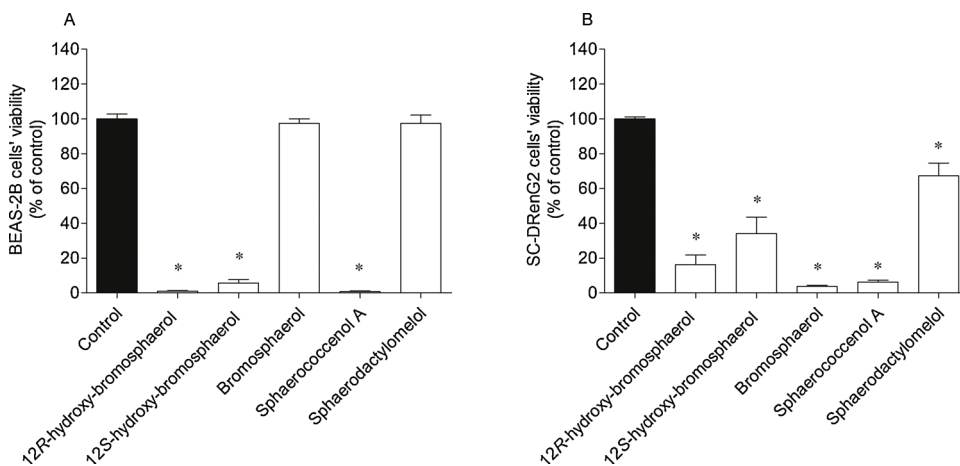 A
BEAS-2B cells' viability
(% of control)
140
120
100
80
60
40
20
0
*
*
*
Control
12R-hydroxy-bromosphaerol
12S-hydroxy-bromosphaerol
Bromosphaerol
Sphaerococcenol A
Sphaerodactylomelol
B
SC-DRenG2 cells' viability
(% of control)
140
120
100
80
60
40
20
0
*
*
*
*
*
Control
12R-hydroxy-bromosphaerol
12S-hydroxy-bromosphaerol
Bromosphaerol
Sphaerococcenol A
Sphaerodactylomelol